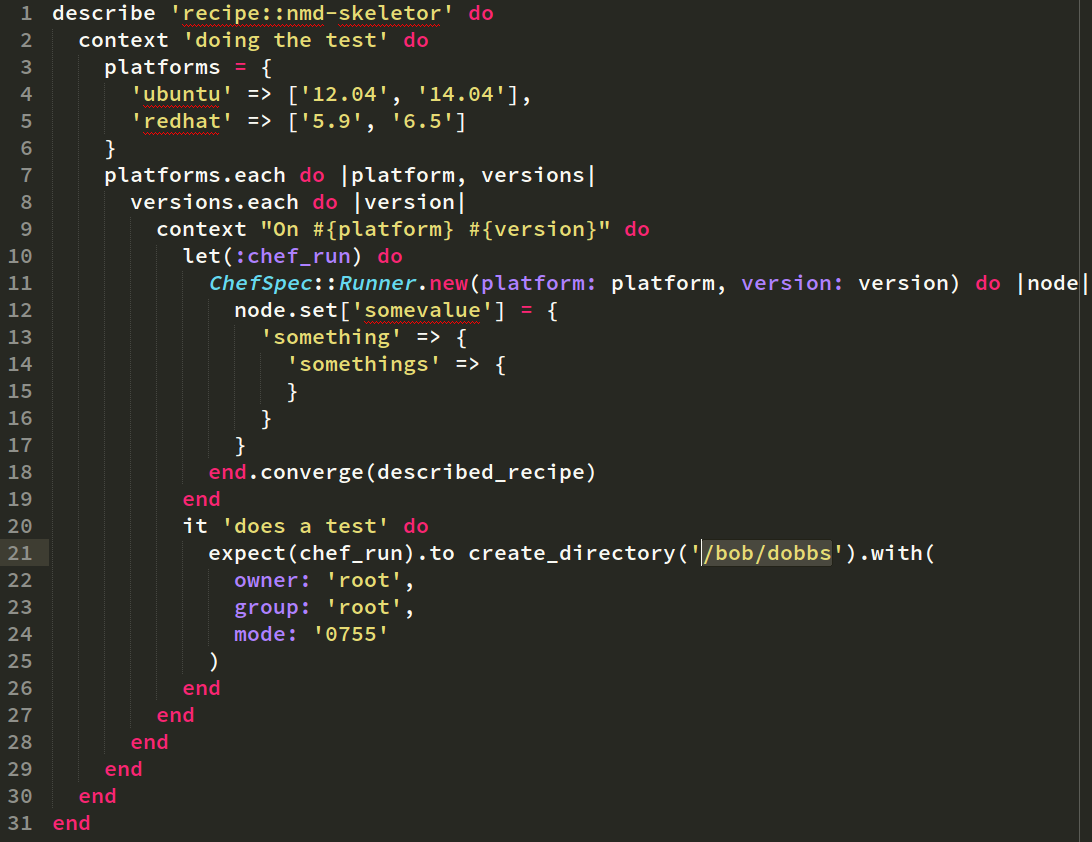 1 describe 'recipe::nmd-skeletor' do
2   context 'doing the test' do
3     platforms = {
4       'ubuntu' => ['12.04', '14.04'],
5       'redhat' => ['5.9', '6.5']
6     }
7     platforms.each do |platform, versions|
8       versions.each do |version|
9         context "On #{platform} #{version}" do
10           let(:chef_run) do
11             ChefSpec::Runner.new(platform: platform, version: version) do |node|
12               node.set['somevalue'] = {
13                 'something' => {
14                   'somethings' => {
15                   }
16                 }
17               }
18             end.converge(described_recipe)
19           end
20           it 'does a test' do
21             expect(chef_run).to create_directory('/bob/dobbs').with(
22               owner: 'root',
23               group: 'root',
24               mode: '0755'
25             )
26           end
27         end
28       end
29     end
30   end
31 end